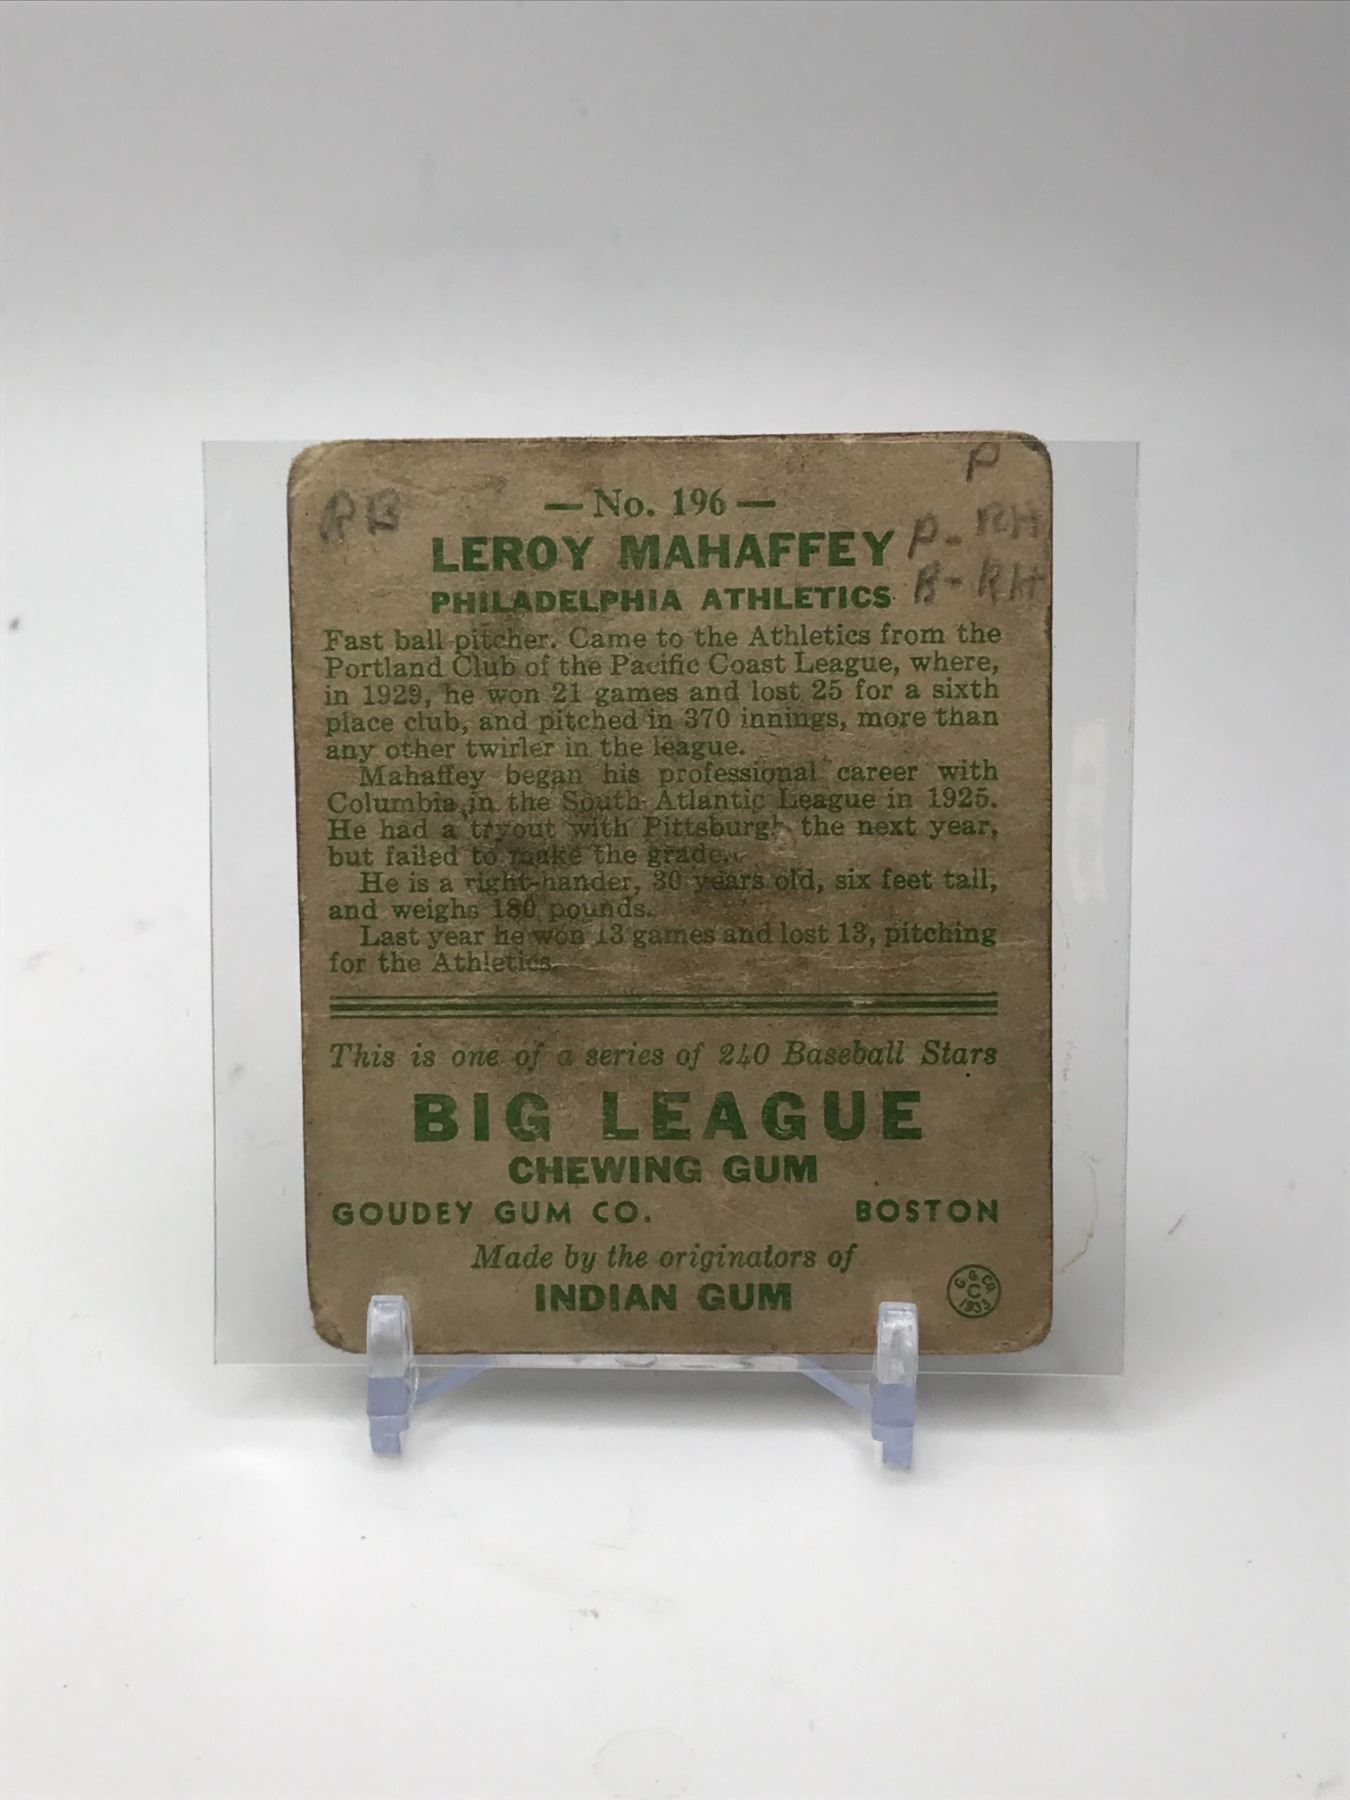 P
RB
— No. 196 —
LEROY MAHAFFEY
P- RH
PHILADELPHIA ATHLETICS
B- RH
Fast ball pitcher. Came to the Athletics from the
Portland Club of the Pacific Coast League, where,
in 1929, he won 21 games and lost 25 for a sixth
place club, and pitched in 370 innings, more than
any other twirler in the league.
Mahaffey began his professional career with
Columbia in the South Atlantic League in 1925.
He had a tryout with Pittsburgh the next year,
but failed to make the grade.
He is a right-hander, 30 years old, six feet tall,
and weighs 180 pounds.
Last year he won 13 games and lost 13, pitching
for the Athletics.
This is one of a series of 240 Baseball Stars
BIG LEAGUE
CHEWING GUM
GOUDEY GUM CO. BOSTON
Made by the originators of
INDIAN GUM
G. G. CO.
C
1933